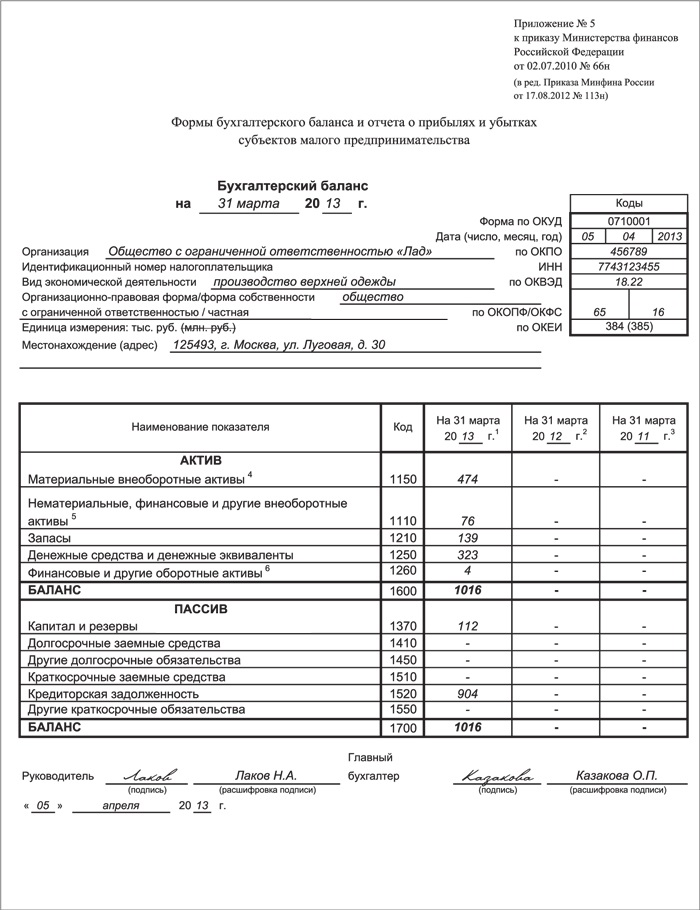 Приложение № 5
к приказу Министерства финансов
Российской Федерации
от 02.07.2010 № 66н
(в ред. Приказа Минфина России
от 17.08.2012 № 113н)
Формы бухгалтерского баланса и отчета о прибылях и убытках
субъектов малого предпринимательства
Бухгалтерский баланс
на 31 марта 20 13 г.
Коды
Форма по ОКУД 0710001
Дата (число, месяц, год) 05 04 2013
Организация Общество с ограниченной ответственностью «Лад» по ОКПО 456789
Идентификационный номер налогоплательщика ИНН 7743123455
Вид экономической деятельности производство верхней одежды по ОКВЭД 18.22
Организационно-правовая форма/форма собственности общество
с ограниченной ответственностью / частная по ОКОПФ/ОКФС 65 16
Единица измерения: тыс. руб. (млн. руб.) по ОКЕИ 384 (385)
Местонахождение (адрес) 125493, г. Москва, ул. Луговая, д. 30
Наименование показателя Код На 31 марта 20 13 г.1 На 31 марта 20 12 г.2 На 31 марта 20 11 г.3
АКТИВ
Материальные внеоборотные активы 4 1150 474 - -
Нематериальные, финансовые и другие внеоборотные
активы 5 1110 76 - -
Запасы 1210 139 - -
Денежные средства и денежные эквиваленты 1250 323 - -
Финансовые и другие оборотные активы 6 1260 4 - -
БАЛАНС 1600 1016 - -
ПАССИВ
Капитал и резервы 1370 112 - -
Долгосрочные заемные средства 1410 - - -
Другие долгосрочные обязательства 1450 - - -
Краткосрочные заемные средства 1510 - - -
Кредиторская задолженность 1520 904 - -
Другие краткосрочные обязательства 1550 - - -
БАЛАНС 1700 1016 - -
Главный
Руководитель Лаков Лаков Н.А. бухгалтер Казакова Казакова О.П.
(подпись) (расшифровка подписи) (подпись) (расшифровка подписи)
« 05 » апреля 20 13 г.